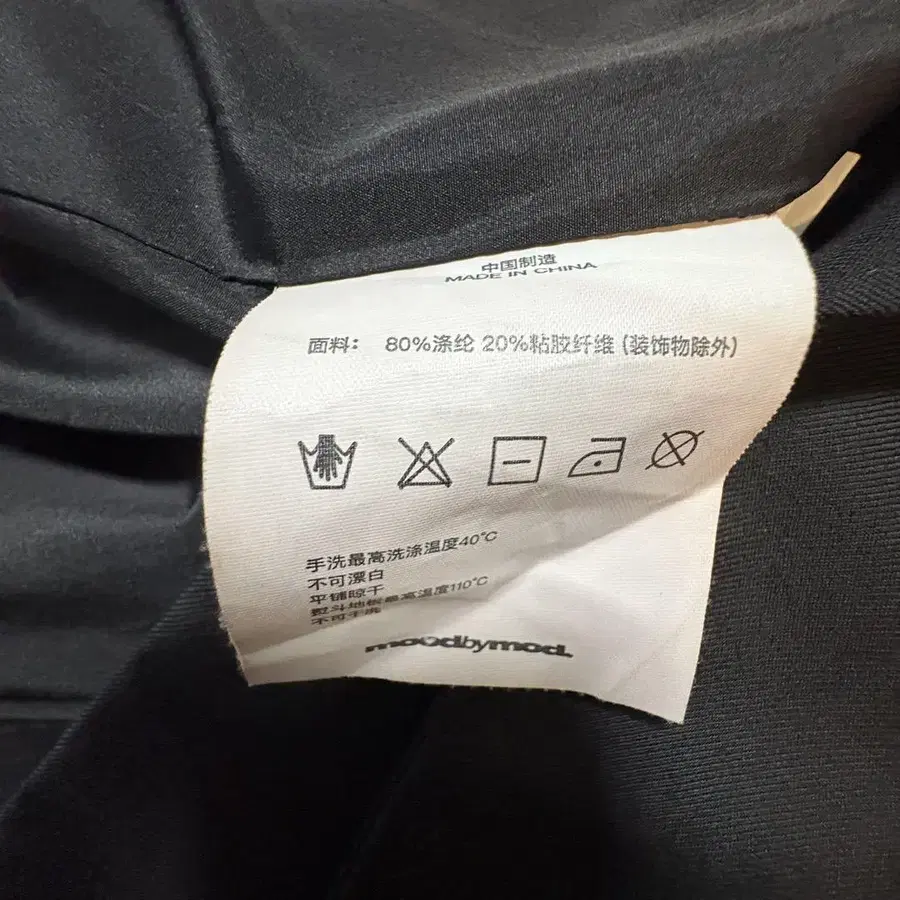 中国制造
MADE IN CHINA
面料： 80%涤纶 20%粘胶纤维 (装饰物除外)
手洗最高洗涤温度40°C
不可漂白
平铺晾干
熨斗地板最高温度110°C
不可干洗
moodbymod.